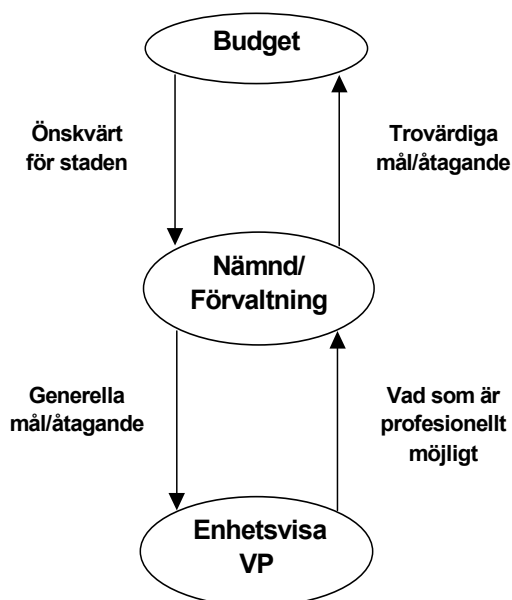 Budget
Önskvärt
för staden
Trovärdiga
mål/åtagande
Nämnd/
Förvaltning
Generella
mål/åtagande
Vad som är
profesionellt
möjligt
Enhetsvisa
VP